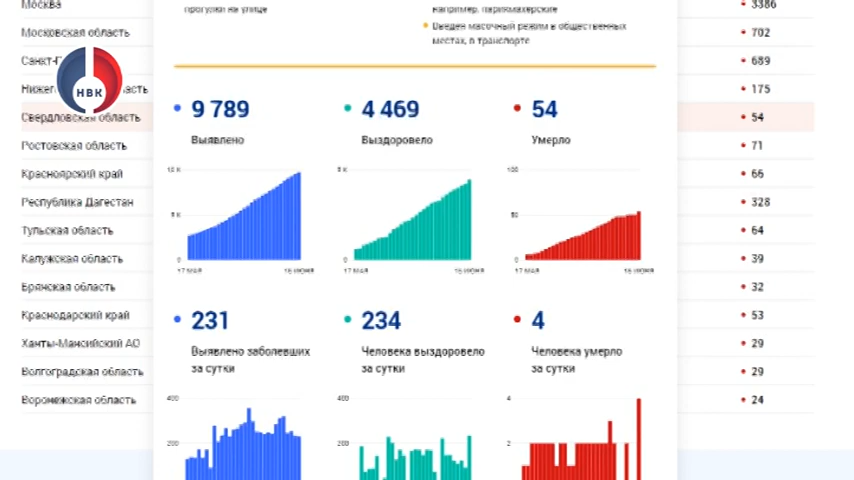 Москва
3386
прогулки на улице
например, парикмахерские
Введен масочный режим в общественных
местах, в транспорте
Московская область
702
689
НВК
175
Свердловская область
54
Ростовская область
71
Красноярский край
66
Республика Дагестан
328
Тульская область
64
Калужская область
39
Брянская область
32
Краснодарский край
53
Ханты-Мансийский АО
29
Волгоградская область
29
Воронежская область
24
9 789
Выявлено
4 469
Выздоровело
54
Умерло
10 К
5 К
0
17 МАЯ
16 ИЮНЯ
5 К
0
17 МАЯ
16 ИЮНЯ
100
50
0
17 МАЯ
16 ИЮНЯ
231
Выявлено заболевших
за сутки
234
Человека выздоровело
за сутки
4
Человека умерло
за сутки
400
200
400
200
4
2